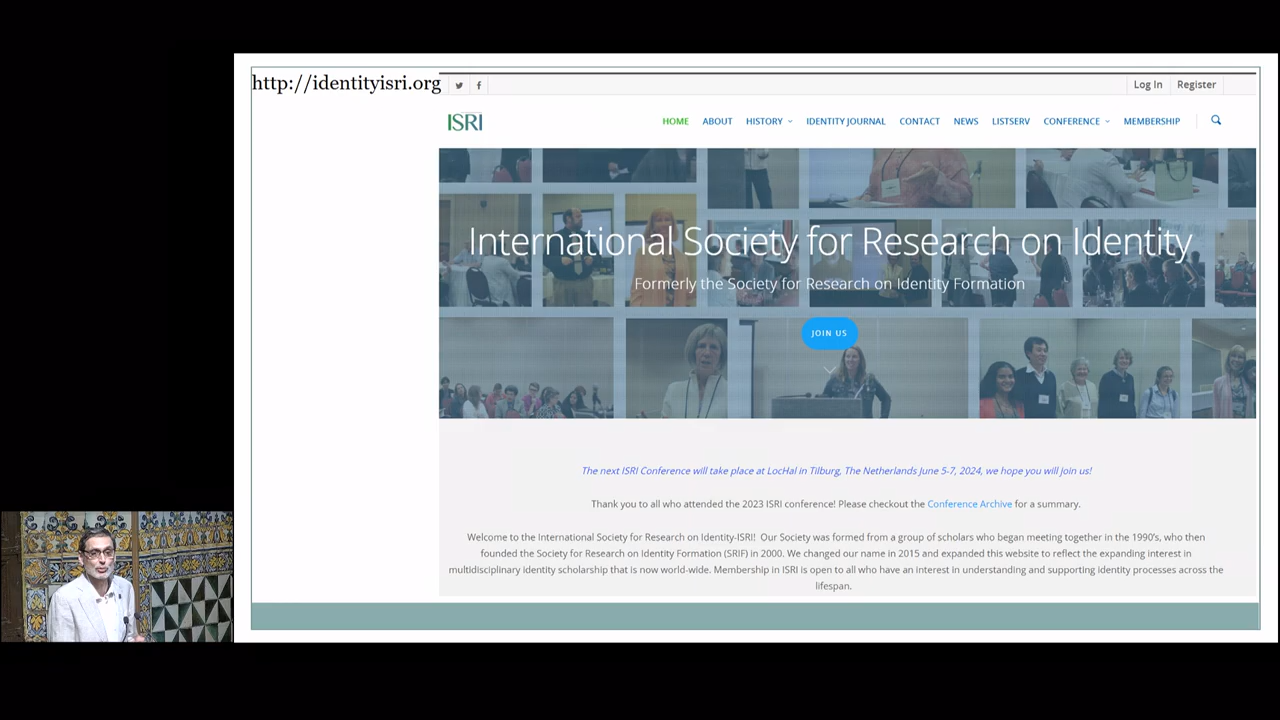 http://identityisri.org
Log In Register
ISRI
HOME ABOUT HISTORY IDENTITY JOURNAL CONTACT NEWS LISTSERV CONFERENCE MEMBERSHIP
International Society for Research on Identity
Formerly the Society for Research on Identity Formation
JOIN US
The next ISRI Conference will take place at LocHal in Tilburg, The Netherlands June 5-7, 2024, we hope you will join us!
Thank you to all who attended the 2023 ISRI conference! Please checkout the Conference Archive for a summary.
Welcome to the International Society for Research on Identity-ISRI! Our Society was formed from a group of scholars who began meeting together in the 1990's, who then
founded the Society for Research on Identity Formation (SRIF) in 2000. We changed our name in 2015 and expanded this website to reflect the expanding interest in
multidisciplinary identity scholarship that is now world-wide. Membership in ISRI is open to all who have an interest in understanding and supporting identity processes across the
lifespan.